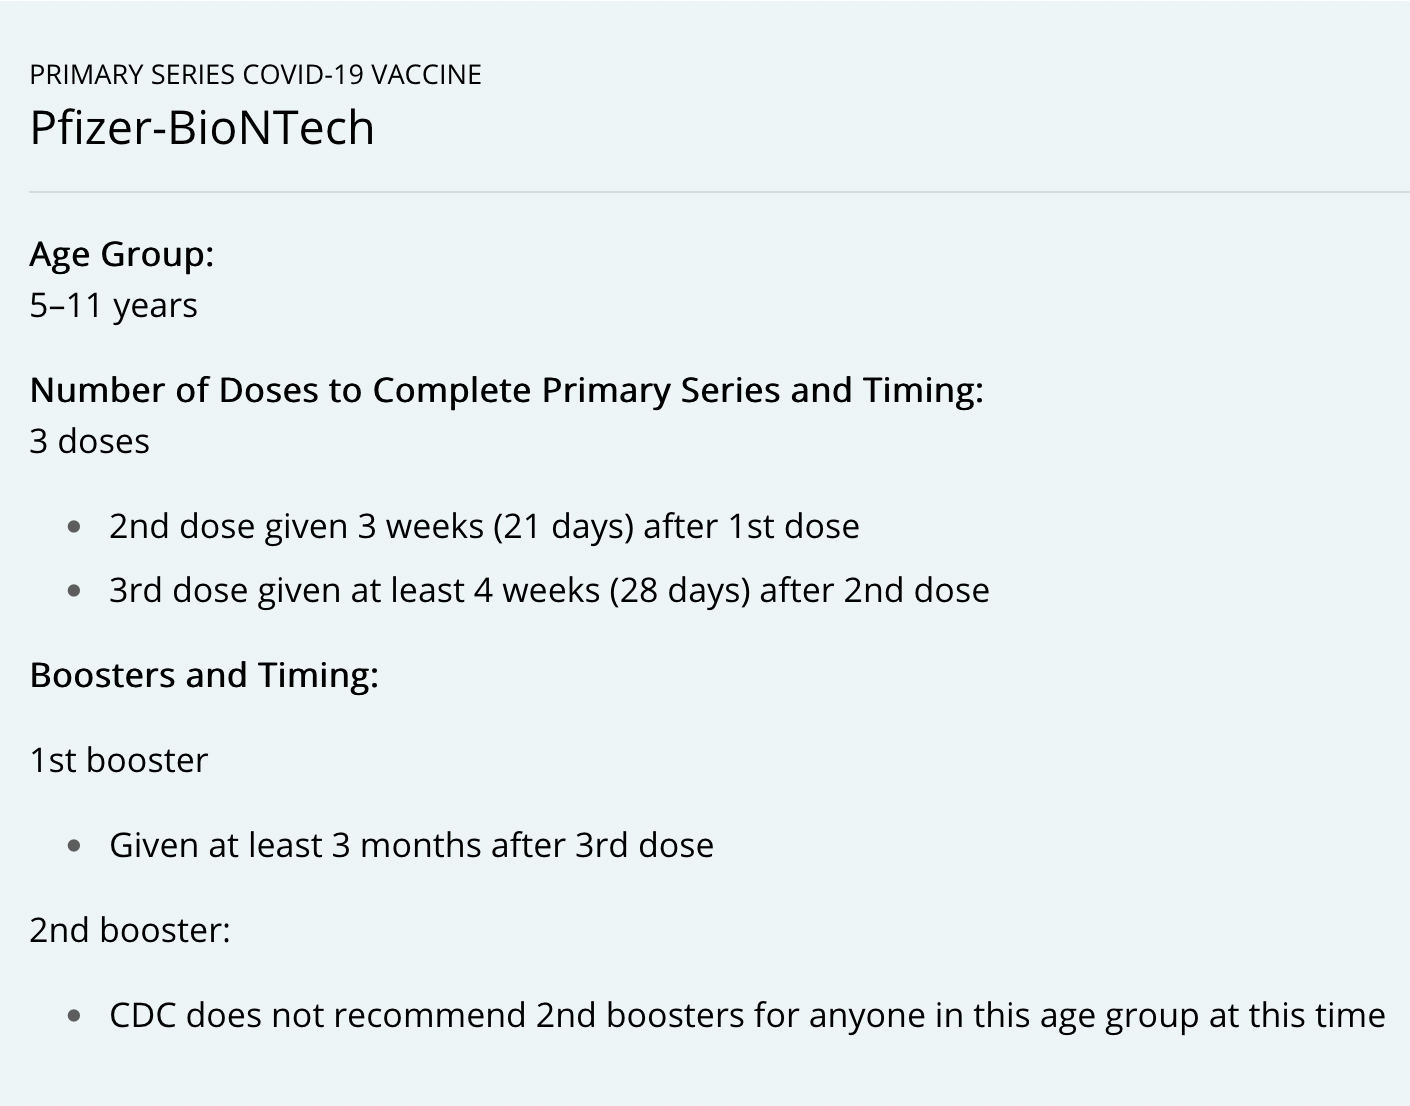 PRIMARY SERIES COVID-19 VACCINE
Pfizer-BioNTech
Age Group:
5–11 years
Number of Doses to Complete Primary Series and Timing:
3 doses
2nd dose given 3 weeks (21 days) after 1st dose
3rd dose given at least 4 weeks (28 days) after 2nd dose
Boosters and Timing:
1st booster
Given at least 3 months after 3rd dose
2nd booster:
CDC does not recommend 2nd boosters for anyone in this age group at this time